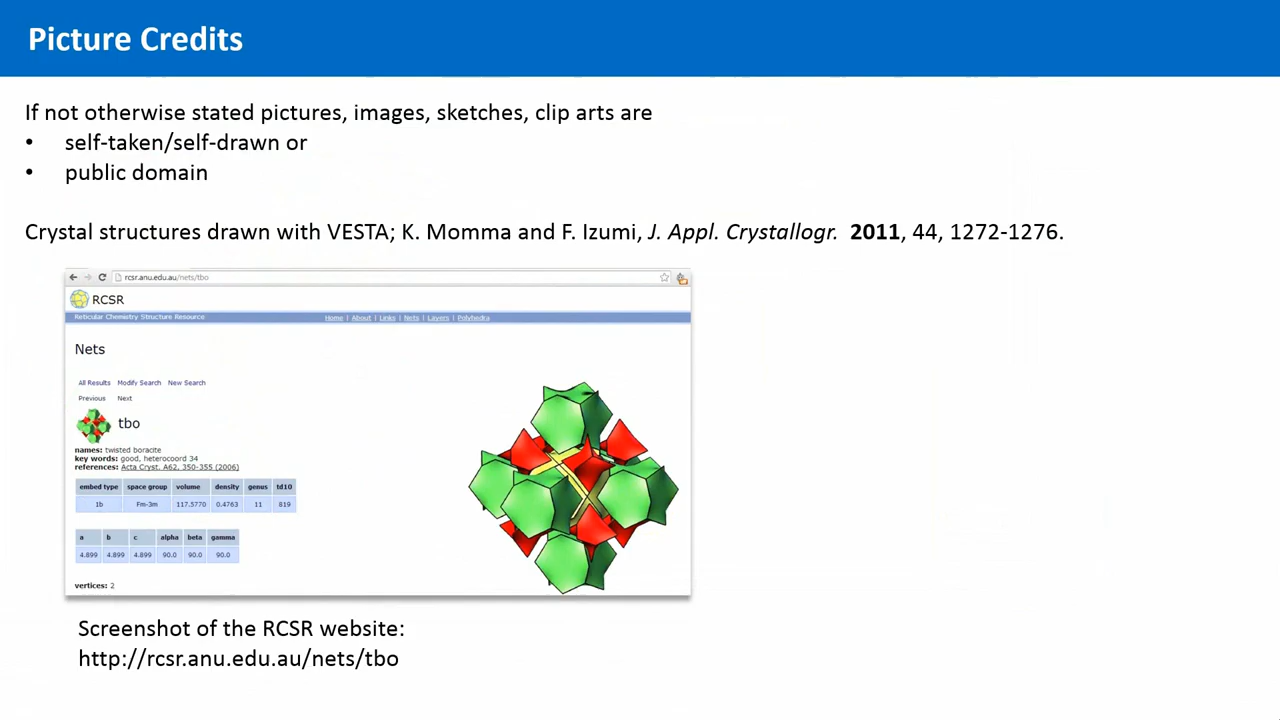 Picture Credits
If not otherwise stated pictures, images, sketches, clip arts are
• self-taken/self-drawn or
• public domain
Crystal structures drawn with VESTA; K. Momma and F. Izumi, J. Appl. Crystallogr. 2011, 44, 1272-1276.
rcsr.anu.edu.au/nets/tbo
RCSR
Reticular Chemistry Structure Resource Home | About | Links | Nets | Layers | Polyhedra
Nets
All Results Modify Search New Search
Previous Next
tbo
names: twisted boracite
key words: good, heterocoord 34
references: Acta Cryst. A62, 350-355 (2006)
embed type space group volume density genus td10
1b Fm-3m 117.5770 0.4763 11 819
a b c alpha beta gamma
4.899 4.899 4.899 90.0 90.0 90.0
vertices: 2
Screenshot of the RCSR website:
http://rcsr.anu.edu.au/nets/tbo